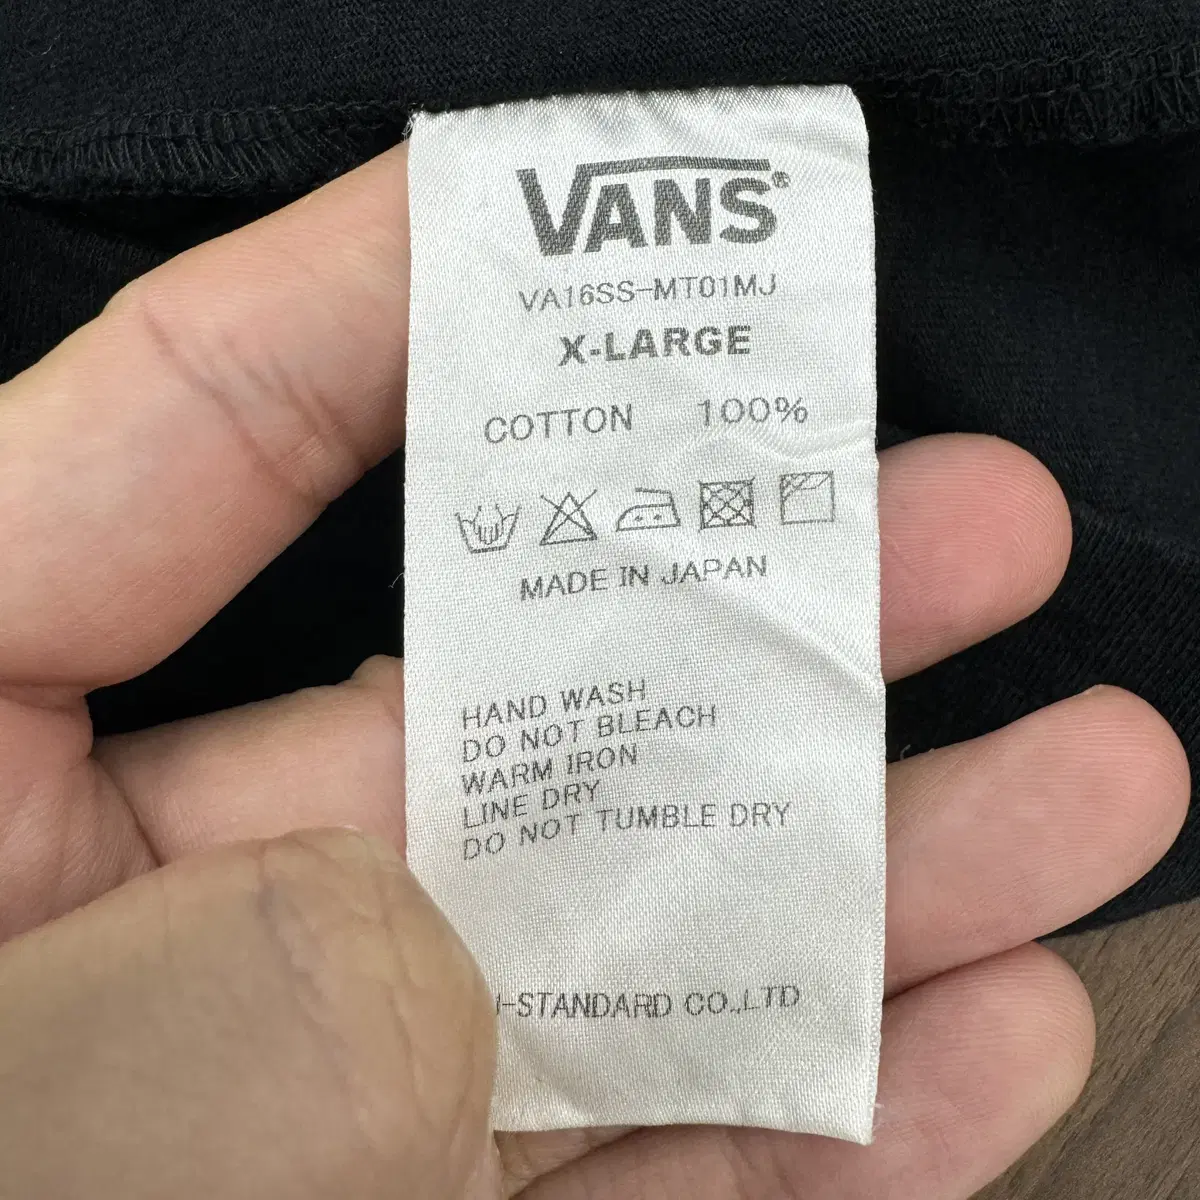 VANS®
VA16SS-MT01MJ
X-LARGE
COTTON 100%
MADE IN JAPAN
HAND WASH
DO NOT BLEACH
WARM IRON
LINE DRY
DO NOT TUMBLE DRY
-STANDARD CO.,LTD